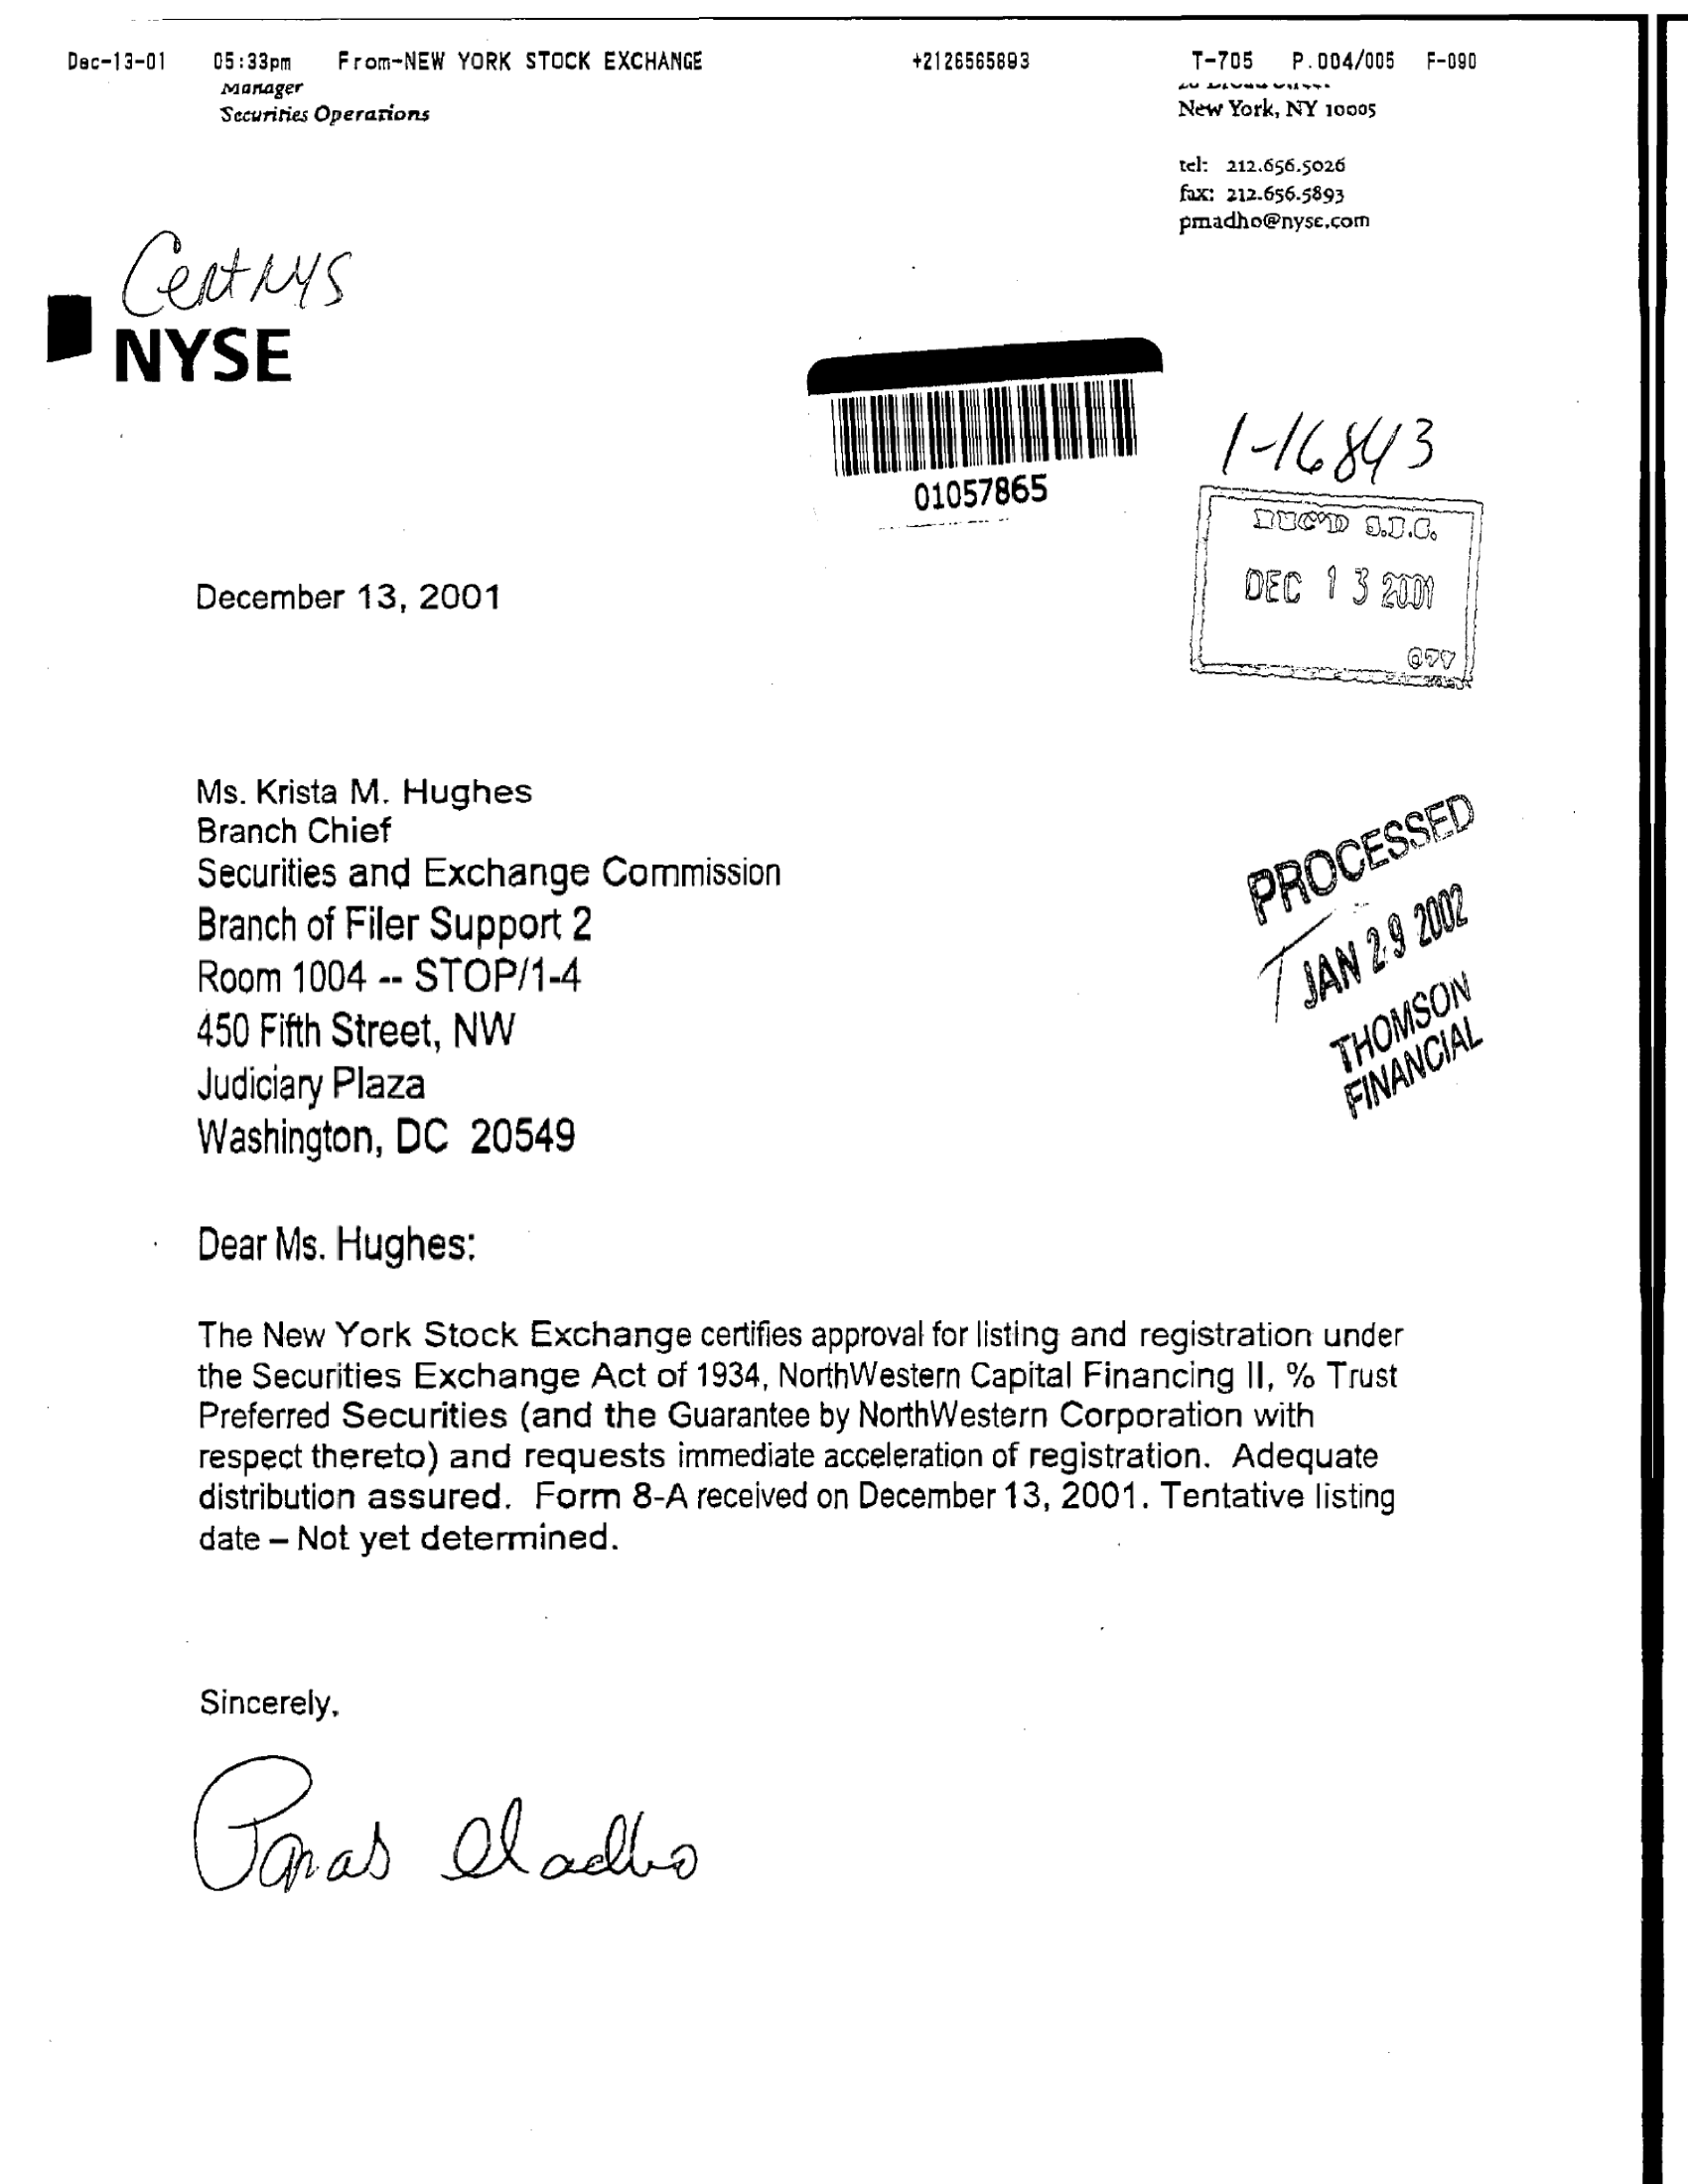 Dec-13-01 05:33pm From-NEW YORK STOCK EXCHANGE +2126565893 T-705 P.004/005 F-090
Manager
Securities Operations
New York, NY 10005
tel: 212.656.5026
fax: 212.656.5893
pmadho@nyse.com
Cert NYS
NYSE
01057865
1-16843
REC'D S.E.C.
DEC 13 2001
December 13, 2001
Ms. Krista M. Hughes
Branch Chief
Securities and Exchange Commission
Branch of Filer Support 2
Room 1004 -- STOP/1-4
450 Fifth Street, NW
Judiciary Plaza
Washington, DC 20549
PROCESSED
JAN 29 2002
THOMSON
FINANCIAL
Dear Ms. Hughes:
The New York Stock Exchange certifies approval for listing and registration under
the Securities Exchange Act of 1934, NorthWestern Capital Financing II, % Trust
Preferred Securities (and the Guarantee by NorthWestern Corporation with
respect thereto) and requests immediate acceleration of registration. Adequate
distribution assured. Form 8-A received on December 13, 2001. Tentative listing
date – Not yet determined.
Sincerely,
Madho